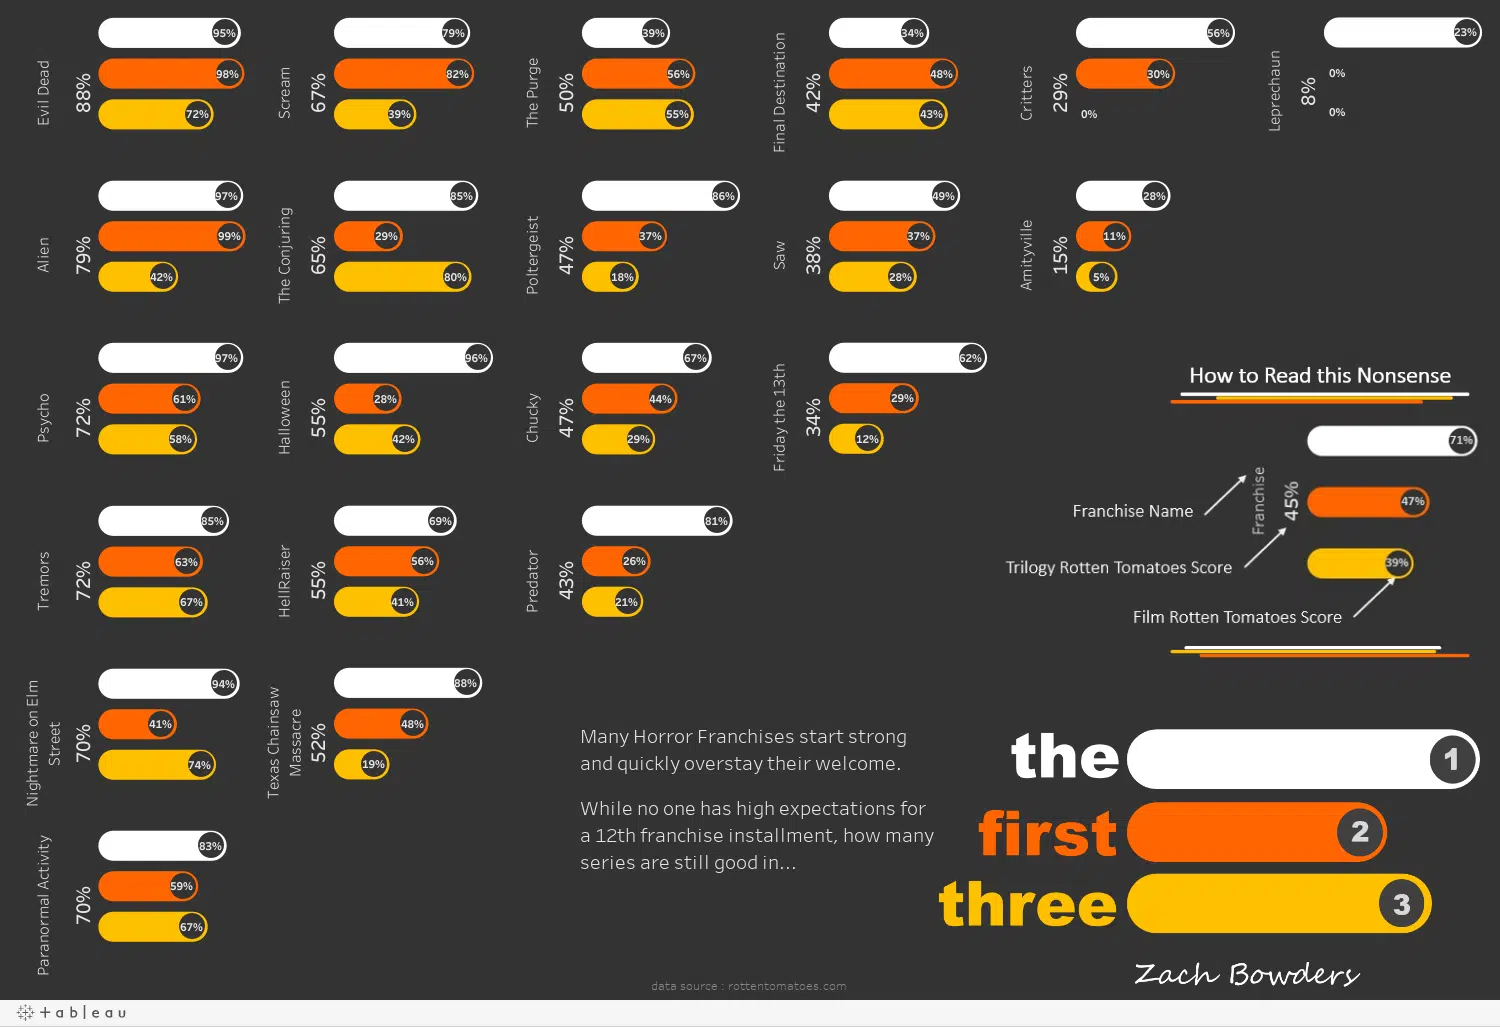 Evil Dead
88%
95%
98%
72%
Scream
67%
79%
82%
39%
The Purge
50%
39%
56%
55%
Final Destination
42%
34%
48%
43%
Critters
29%
56%
30%
0%
Leprechaun
8%
23%
0%
0%
Alien
79%
97%
99%
42%
The Conjuring
65%
85%
29%
80%
Poltergeist
47%
86%
37%
18%
Saw
38%
49%
37%
28%
Amityville
15%
28%
11%
5%
Psycho
72%
97%
61%
58%
Halloween
55%
96%
28%
42%
Chucky
47%
67%
44%
29%
Friday the 13th
34%
62%
29%
12%
Tremors
72%
85%
63%
67%
HellRaiser
55%
69%
56%
41%
Predator
43%
81%
26%
21%
Nightmare on Elm
Street
70%
94%
41%
74%
Texas Chainsaw
Massacre
52%
88%
48%
19%
Paranormal Activity
70%
83%
59%
67%
How to Read this Nonsense
Franchise
45%
71%
47%
39%
Franchise Name
Trilogy Rotten Tomatoes Score
Film Rotten Tomatoes Score
Many Horror Franchises start strong
and quickly overstay their welcome.
While no one has high expectations for
a 12th franchise installment, how many
series are still good in...
the 1
first 2
three 3
Zach Bowders
data source : rottentomatoes.com
+ableau